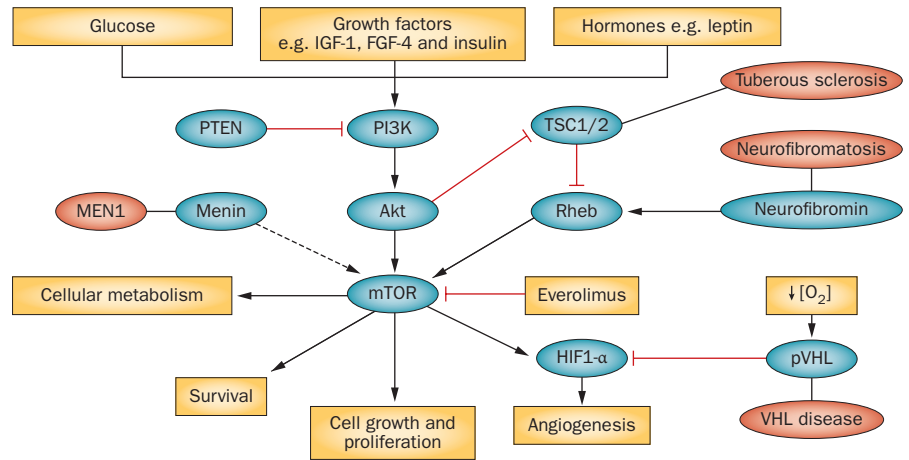 Glucose
Growth factors
e.g. IGF-1, FGF-4 and insulin
Hormones e.g. leptin
Tuberous sclerosis
PTEN
PI3K
TSC1/2
Neurofibromatosis
MEN1
Menin
Akt
Rheb
Neurofibromin
Cellular metabolism
mTOR
Everolimus
↓[O₂]
HIF1-α
pVHL
Survival
Cell growth and
proliferation
Angiogenesis
VHL disease